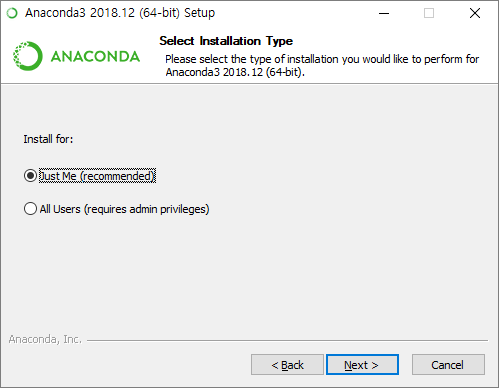 Anaconda3 2018.12 (64-bit) Setup
ANACONDA
Select Installation Type
Please select the type of installation you would like to perform for
Anaconda3 2018.12 (64-bit).
Install for:
Just Me (recommended)
All Users (requires admin privileges)
Anaconda, Inc.
< Back
Next >
Cancel